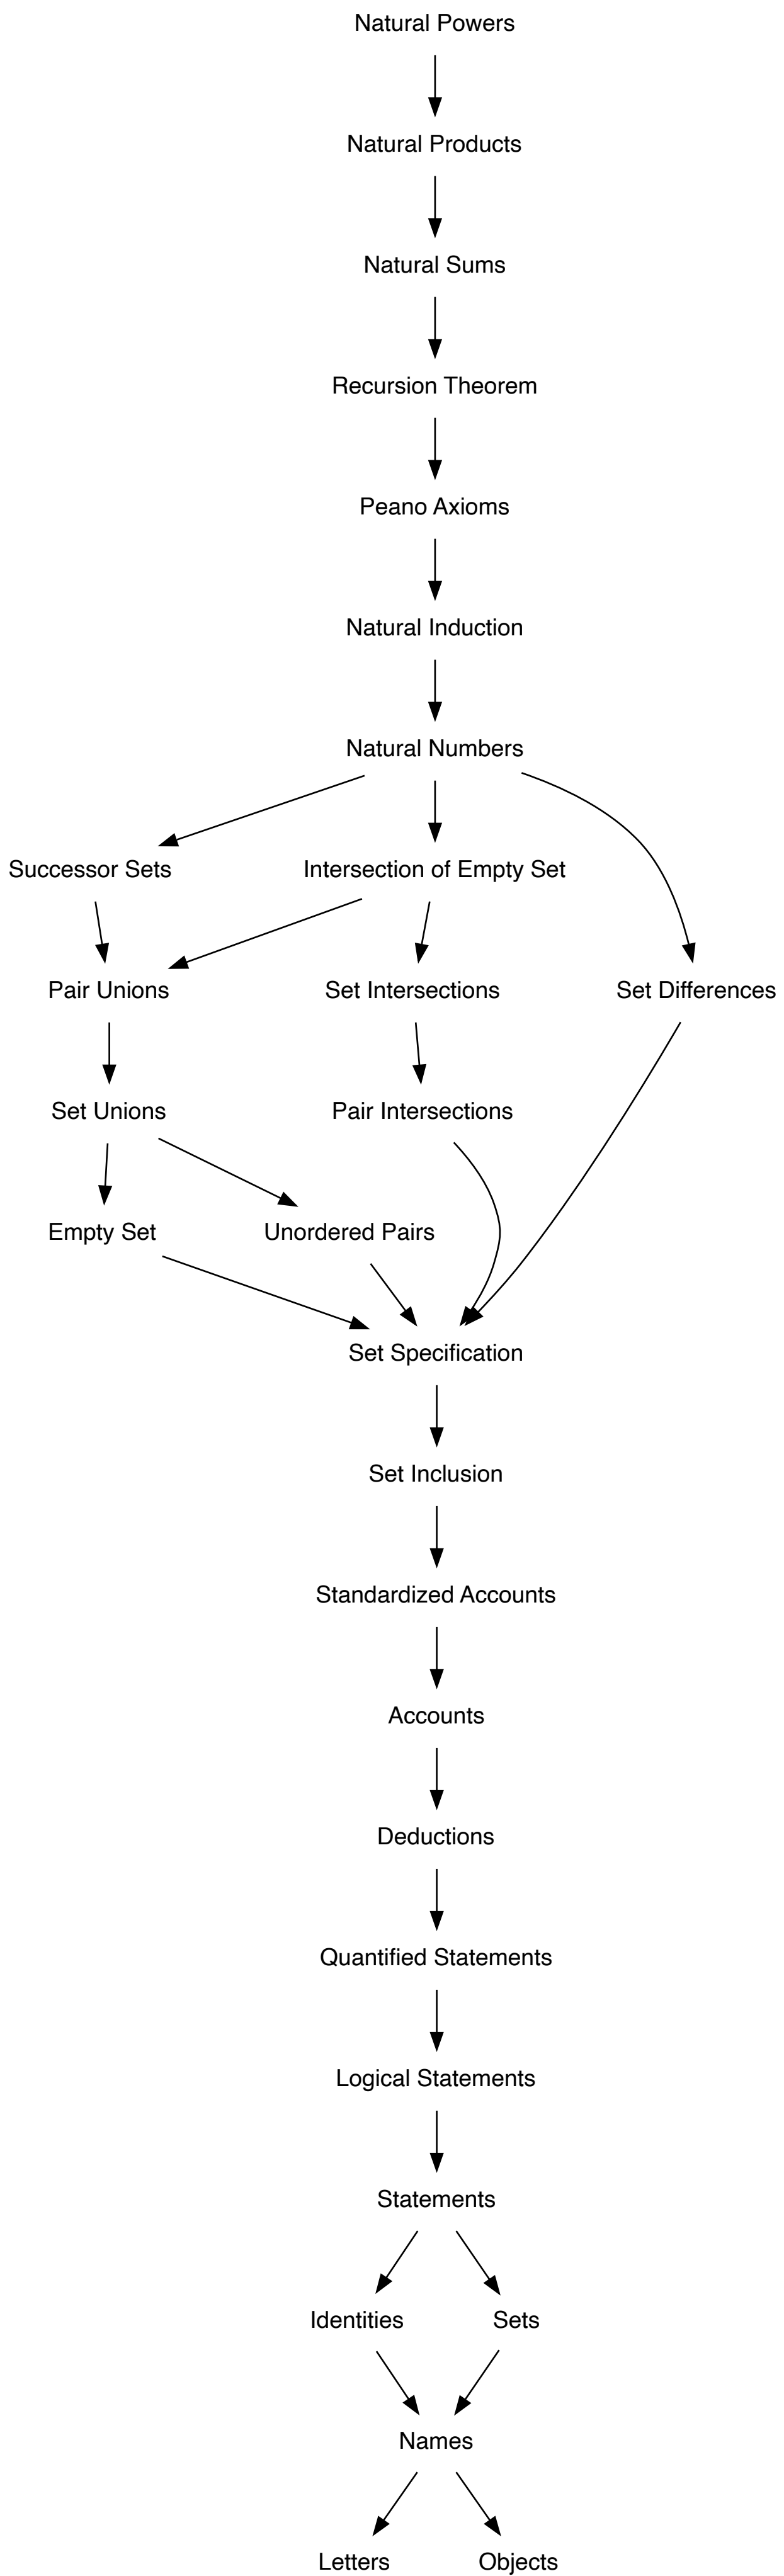 Natural Powers
Natural Products
Natural Sums
Recursion Theorem
Peano Axioms
Natural Induction
Natural Numbers
Successor Sets
Intersection of Empty Set
Pair Unions
Set Intersections
Set Differences
Set Unions
Pair Intersections
Empty Set
Unordered Pairs
Set Specification
Set Inclusion
Standardized Accounts
Accounts
Deductions
Quantified Statements
Logical Statements
Statements
Identities
Sets
Names
Letters
Objects